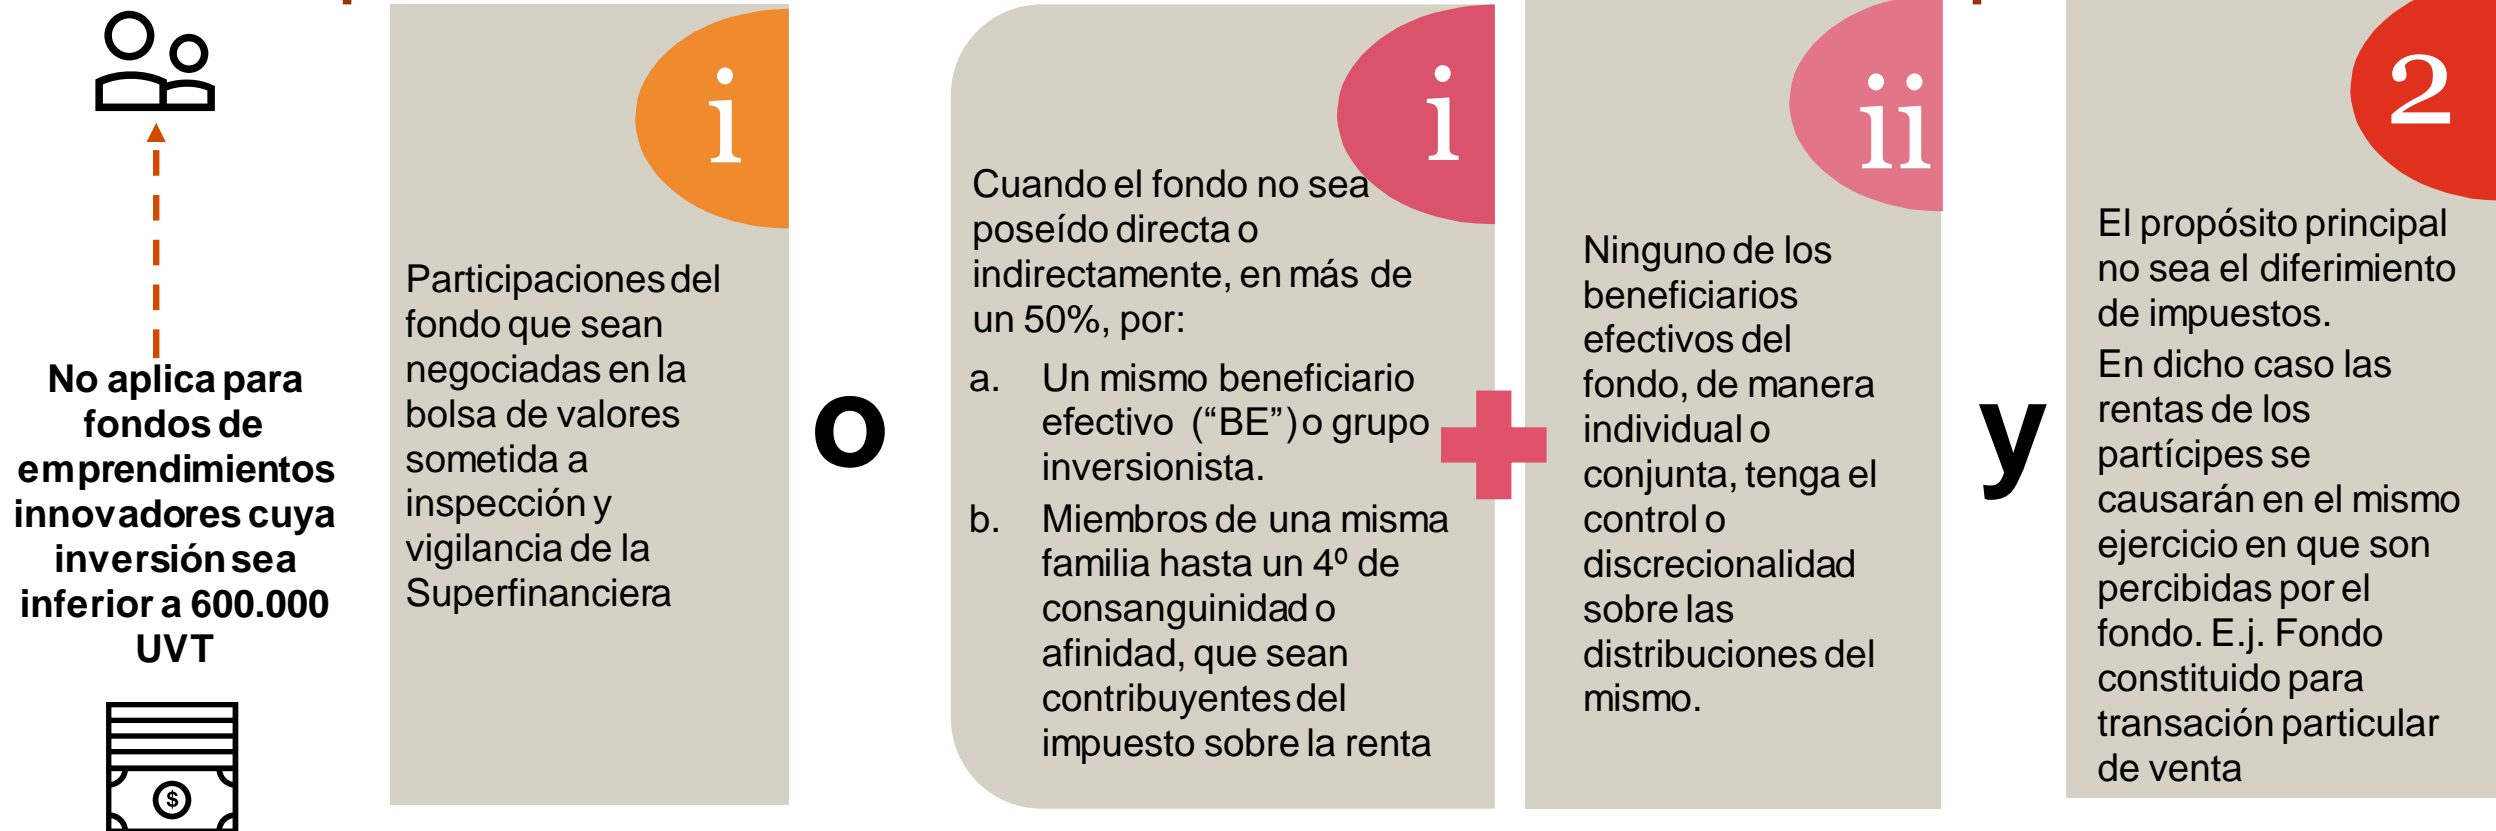 No aplica para
fondos de
emprendimientos
innovadores cuya
inversión sea
inferior a 600.000
UVT
$
i
Participaciones del
fondo que sean
negociadas en la
bolsa de valores
sometida a
inspección y
vigilancia de la
Superfinanciera
o
i
Cuando el fondo no sea
poseído directa o
indirectamente, en más de
un 50%, por:
a. Un mismo beneficiario
efectivo (“BE”) o grupo
inversionista.
b. Miembros de una misma
familia hasta un 4º de
consanguinidad o
afinidad, que sean
contribuyentes del
impuesto sobre la renta
ii
Ninguno de los
beneficiarios
efectivos del
fondo, de manera
individual o
conjunta, tenga el
control o
discrecionalidad
sobre las
distribuciones del
mismo.
y
2
El propósito principal
no sea el diferimiento
de impuestos.
En dicho caso las
rentas de los
partícipes se
causarán en el mismo
ejercicio en que son
percibidas por el
fondo. E.j. Fondo
constituido para
transación particular
de venta